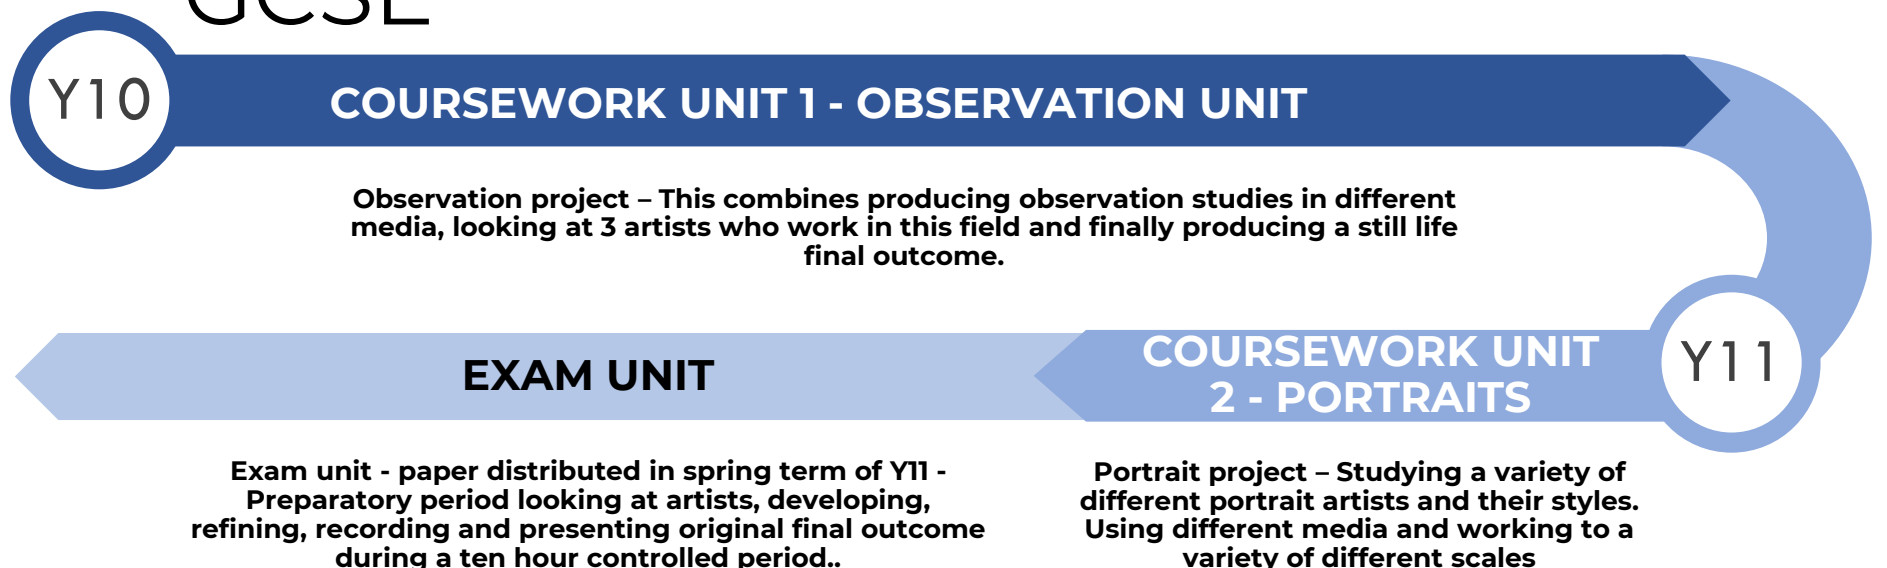 GCSE
Y10
COURSEWORK UNIT 1 - OBSERVATION UNIT
Observation project – This combines producing observation studies in different
media, looking at 3 artists who work in this field and finally producing a still life
final outcome.
Y11
COURSEWORK UNIT
2 - PORTRAITS
Portrait project – Studying a variety of
different portrait artists and their styles.
Using different media and working to a
variety of different scales
EXAM UNIT
Exam unit - paper distributed in spring term of Y11 -
Preparatory period looking at artists, developing,
refining, recording and presenting original final outcome
during a ten hour controlled period..